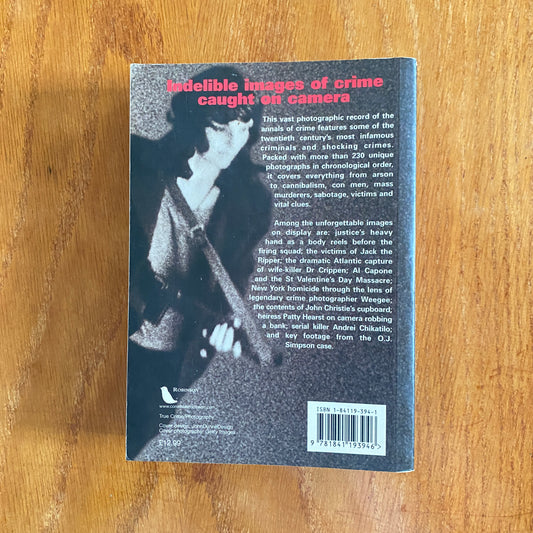 Indelible images of crime
caught on camera
This vast photographic record of the
annals of crime features some of the
twentieth century's most infamous
criminals and shocking crimes.
Packed with more than 230 unique
photographs in chronological order,
it covers everything from arson
to cannibalism, con men, mass
murderers, sabotage, victims and
vital clues.
Among the unforgettable images
on display are: justice's heavy
hand as a body reels before the
firing squad; the victims of Jack the
Ripper; the dramatic Atlantic capture
of wife-killer Dr Crippen; Al Capone
and the St Valentine's Day Massacre;
New York homicide through the lens of
legendary crime photographer Weegee;
the contents of John Christie's cupboard;
heiress Patty Hearst on camera robbing
a bank; serial killer Andrei Chikatilo;
and key footage from the O.J.
Simpson case.
ROBINSON
True Crime/Photography
Cover design:
Cover photographs: Getty Images
£12.99
ISBN 1-84119-394-1
9 781841 193946 >